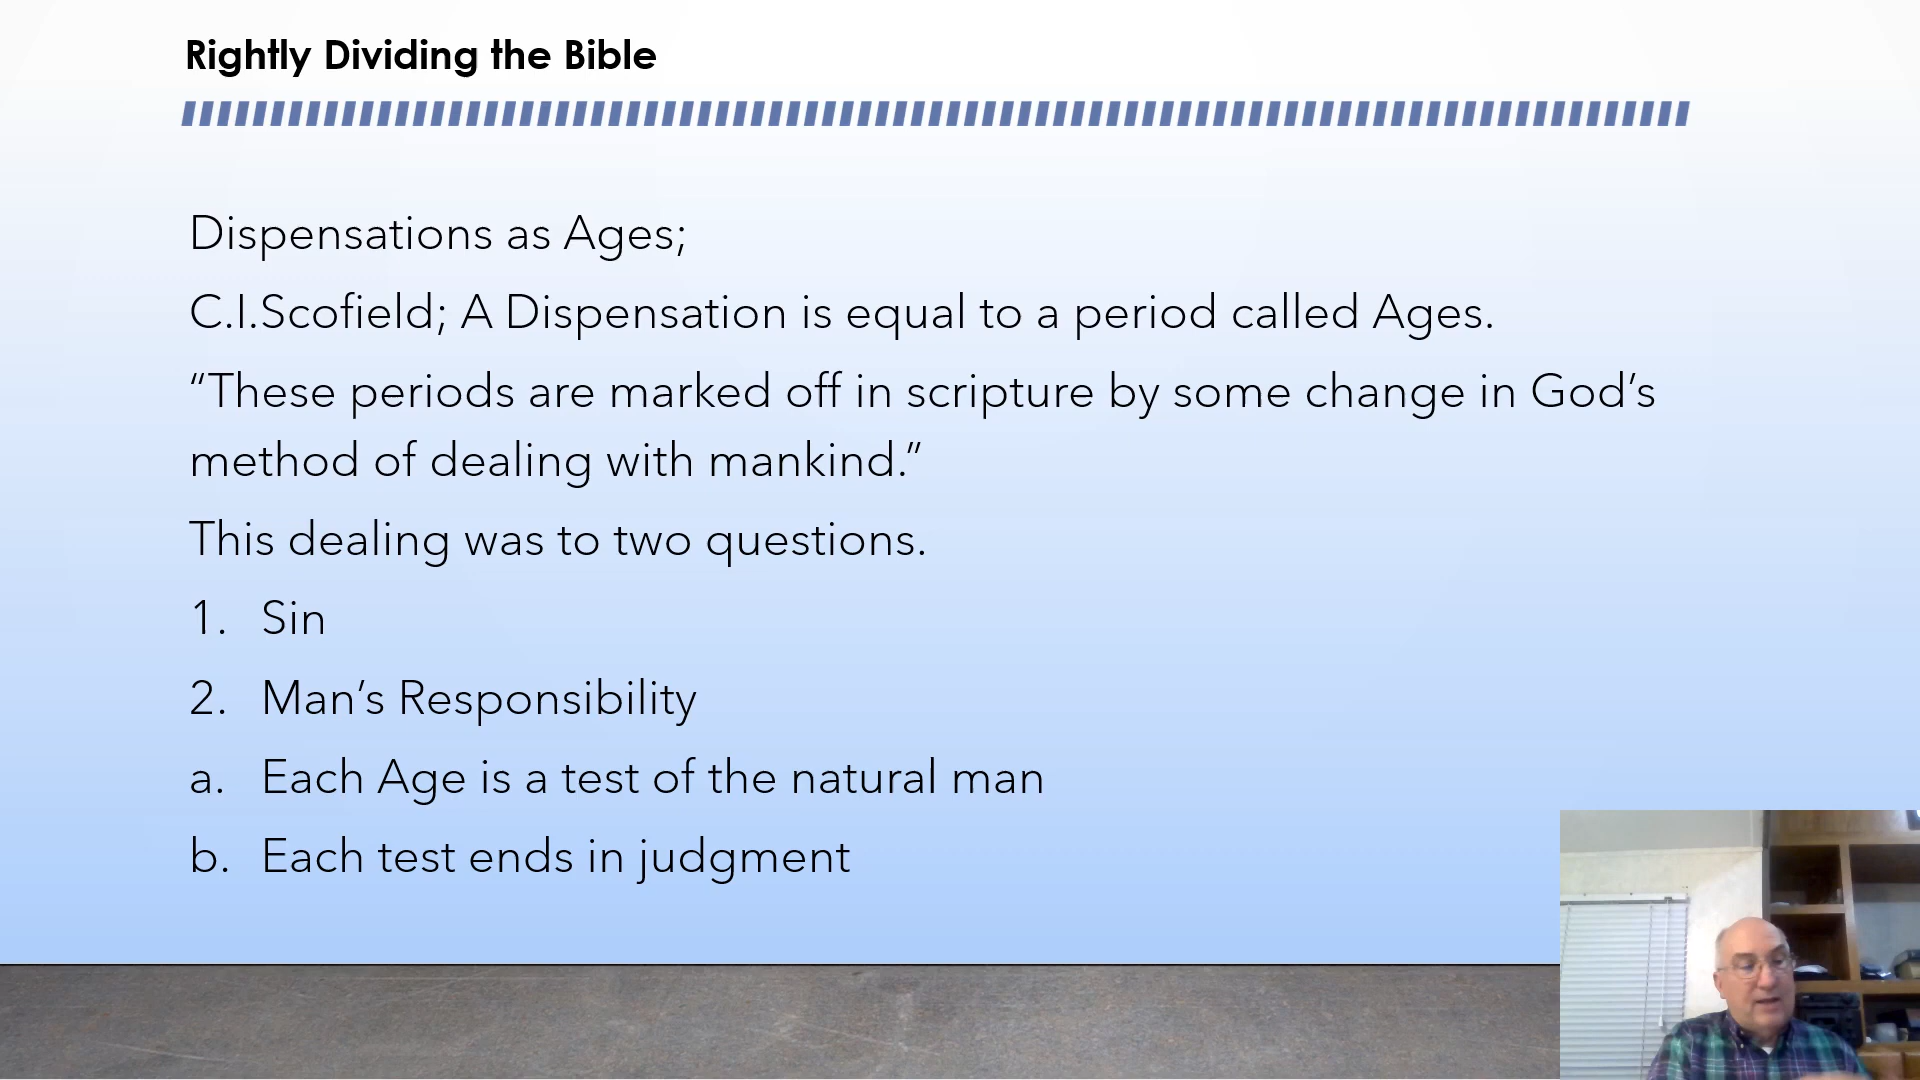 Rightly Dividing the Bible
Dispensations as Ages;
C.I.Scofield; A Dispensation is equal to a period called Ages.
“These periods are marked off in scripture by some change in God’s
method of dealing with mankind.”
This dealing was to two questions.
1. Sin
2. Man’s Responsibility
a. Each Age is a test of the natural man
b. Each test ends in judgment